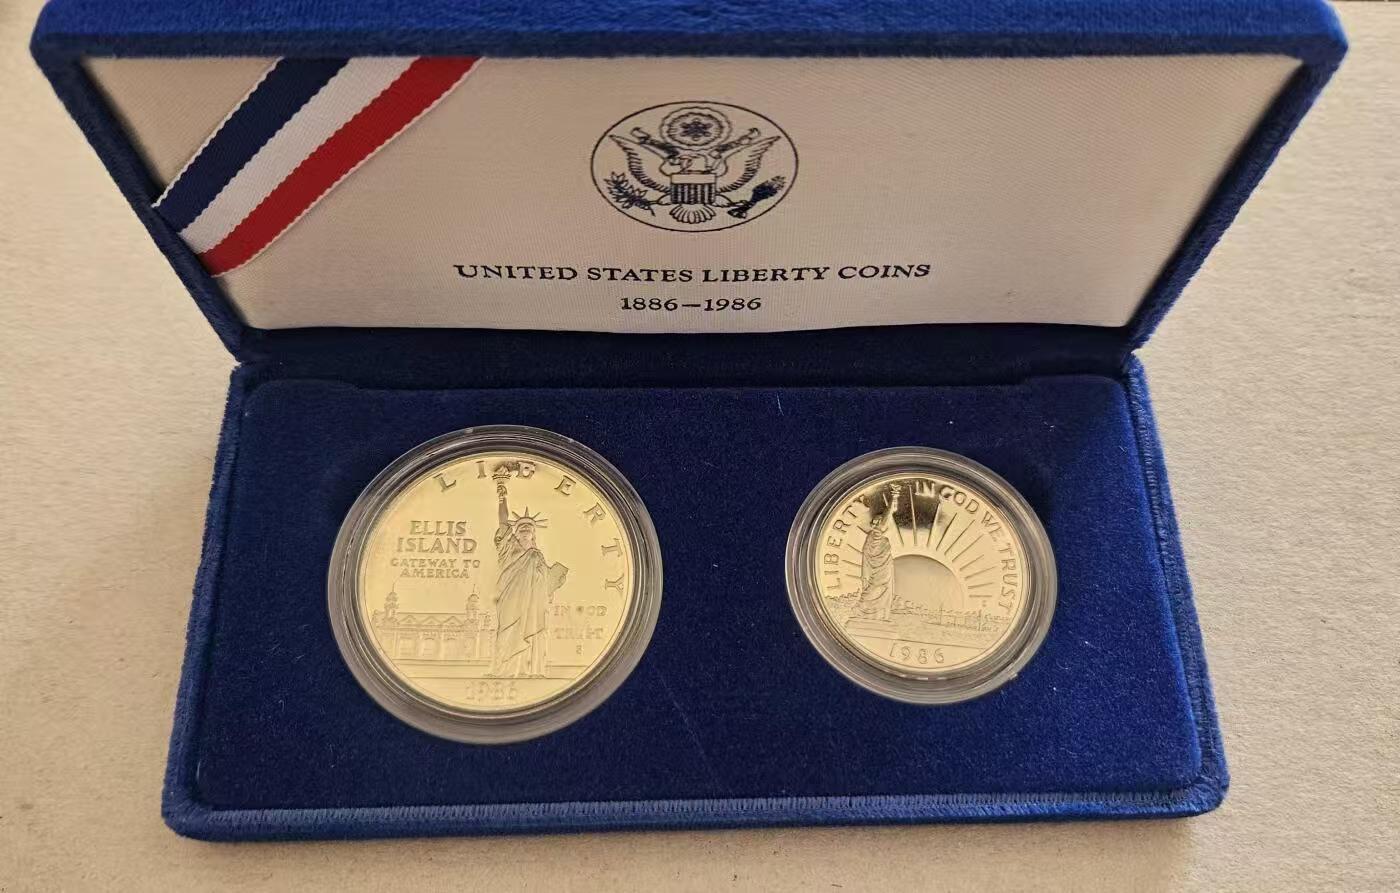 UNITED STATES LIBERTY COINS
1886–1986
LIBERTY
ELLIS
ISLAND
GATEWAY TO
AMERICA
IN GOD
WE
TRUST
S
1986
LIBERTY
IN GOD WE TRUST
S
1986